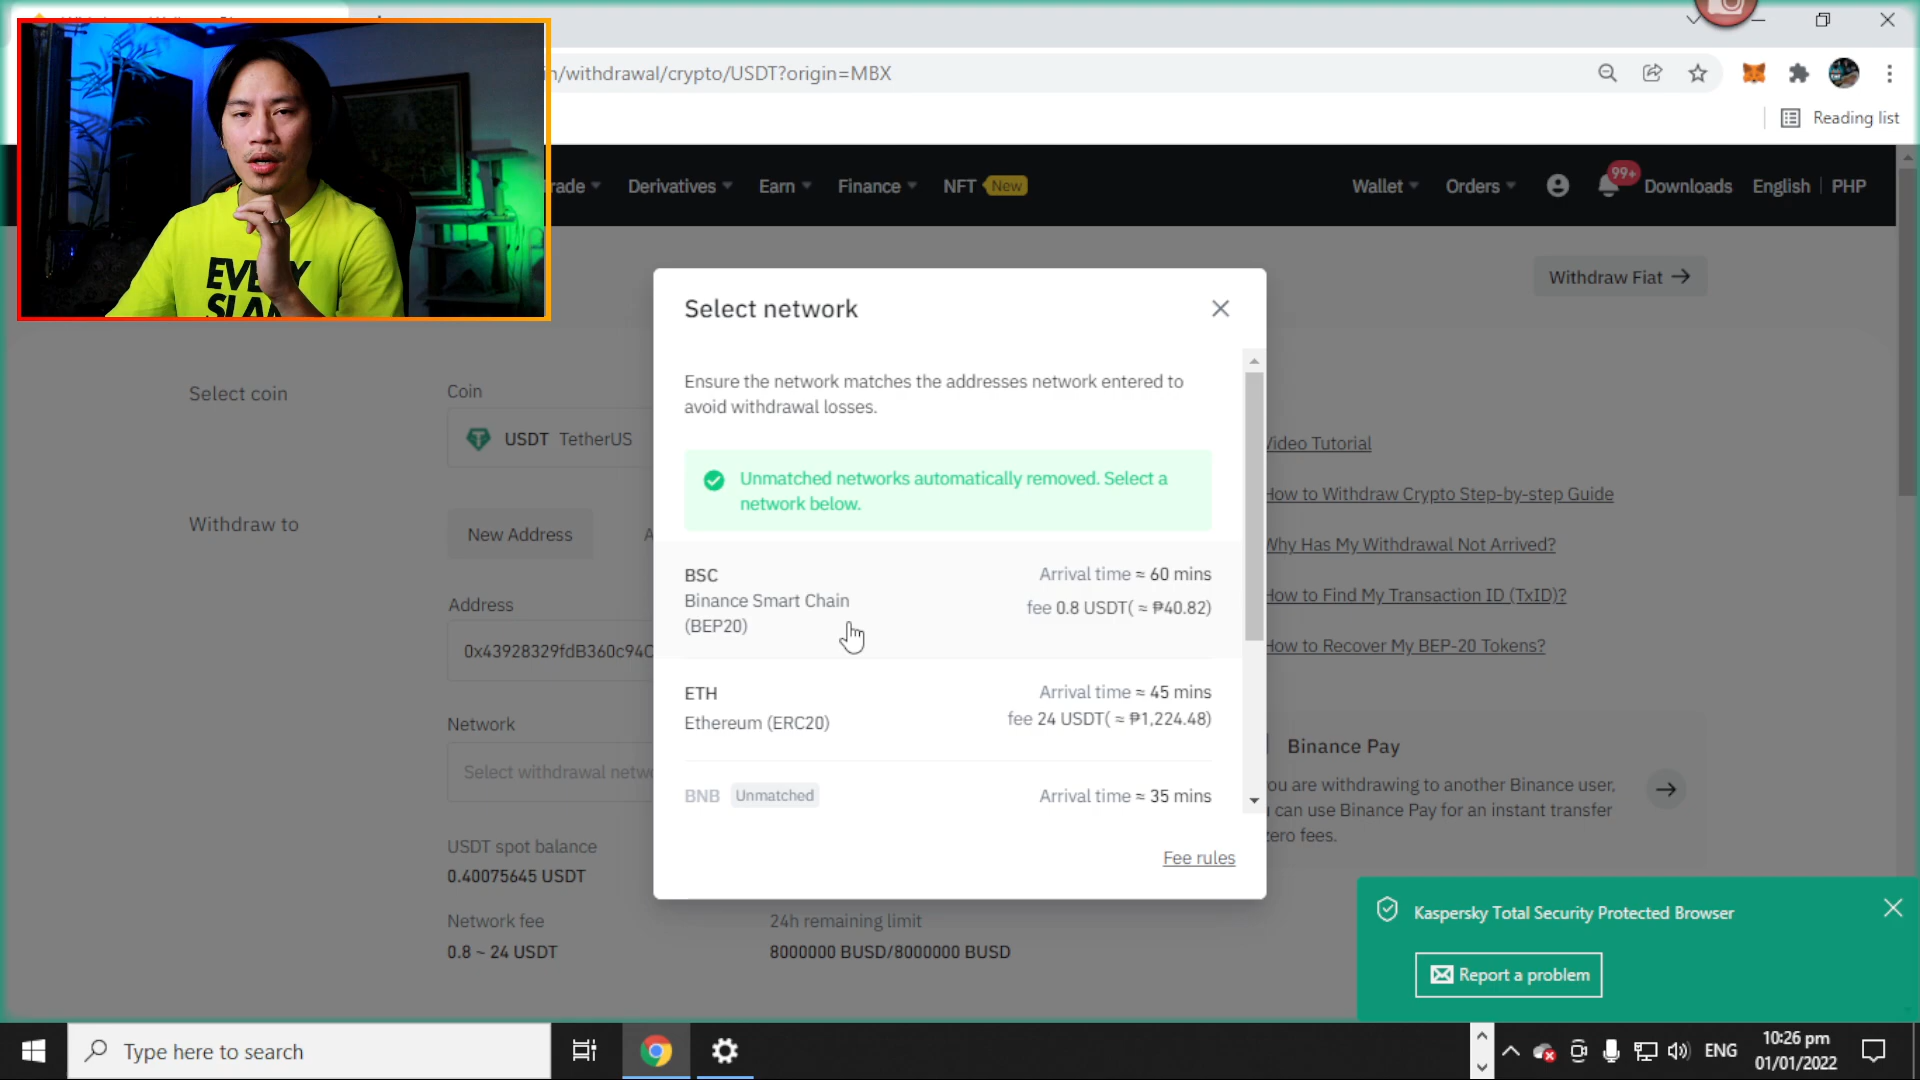 n/withdrawal/crypto/USDT?origin=MBX
Reading list
EVERY
SLA
rade
Derivatives
Earn
Finance
NFT New
Wallet
Orders
99+
Downloads
English
PHP
Withdraw Fiat →
Select network
Ensure the network matches the addresses network entered to
avoid withdrawal losses.
Unmatched networks automatically removed. Select a
network below.
BSC
Arrival time ≈ 60 mins
Binance Smart Chain
(BEP20)
fee 0.8 USDT( ≈ ₱40.82)
ETH
Arrival time ≈ 45 mins
Ethereum (ERC20)
fee 24 USDT( ≈ ₱1,224.48)
BNB Unmatched
Arrival time ≈ 35 mins
Fee rules
Select coin
Coin
USDT TetherUS
Withdraw to
New Address
A
Address
0x43928329fdB360c94C
Network
Select withdrawal netw
USDT spot balance
0.40075645 USDT
Network fee
0.8 ~ 24 USDT
24h remaining limit
8000000 BUSD/8000000 BUSD
Video Tutorial
How to Withdraw Crypto Step-by-step Guide
Why Has My Withdrawal Not Arrived?
How to Find My Transaction ID (TxID)?
How to Recover My BEP-20 Tokens?
Binance Pay
ou are withdrawing to another Binance user,
can use Binance Pay for an instant transfer
zero fees.
Kaspersky Total Security Protected Browser
Report a problem
Type here to search
ENG
10:26 pm
01/01/2022